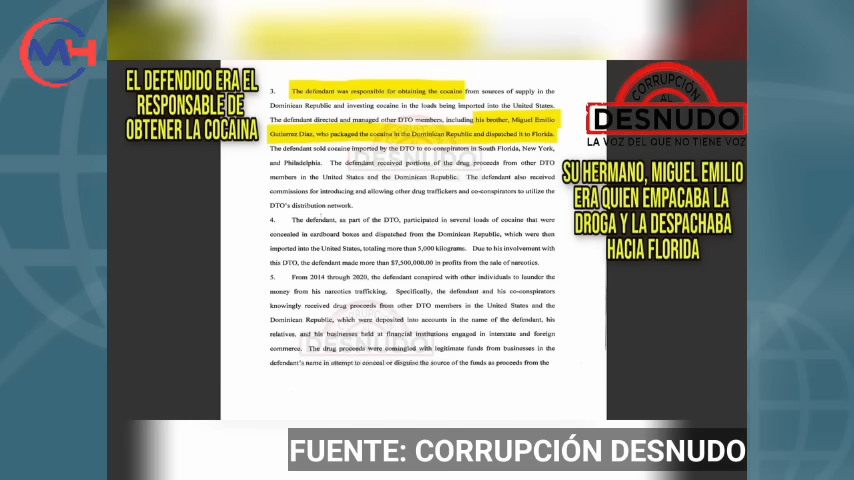 MH
EL DEFENDIDO ERA EL
RESPONSABLE DE
OBTENER LA COCAÍNA
3. The defendant was responsible for obtaining the cocaine from sources of supply in the
Dominican Republic and investing cocaine in the loads being imported into the United States.
The defendant directed and managed other DTO members, including his brother, Miguel Emilio
Gutierrez Diaz, who packaged the cocaine in the Dominican Republic and dispatched it to Florida.
The defendant sold cocaine imported by the DTO to co-conspirators in South Florida, New York,
and Philadelphia. The defendant received portions of the drug proceeds from other DTO
members in the United States and the Dominican Republic. The defendant also received
commissions for introducing and allowing other drug traffickers and co-conspirators to utilize the
DTO's distribution network.
4. The defendant, as part of the DTO, participated in several loads of cocaine that were
concealed in cardboard boxes and dispatched from the Dominican Republic, which were then
imported into the United States, totaling more than 5,000 kilograms. Due to his involvement with
this DTO, the defendant made more than $7,500,000.00 in profits from the sale of narcotics.
5. From 2014 through 2020, the defendant conspired with other individuals to launder the
money from his narcotics trafficking. Specifically, the defendant and his co-conspirators
knowingly received drug proceeds from other DTO members in the United States and the
Dominican Republic, which were deposited into accounts in the name of the defendant, his
relatives, and his businesses held at financial institutions engaged in interstate and foreign
commerce. The drug proceeds were comingled with legitimate funds from businesses in the
defendant's name in attempt to conceal or disguise the source of the funds as proceeds from the
CORRUPCIÓN
AL
DESNUDO
LA VOZ DEL QUE NO TIENE VOZ
SU HERMANO, MIGUEL EMILIO
ERA QUIEN EMPACABA LA
DROGA Y LA DESPACHABA
HACIA FLORIDA
FUENTE: CORRUPCIÓN DESNUDO